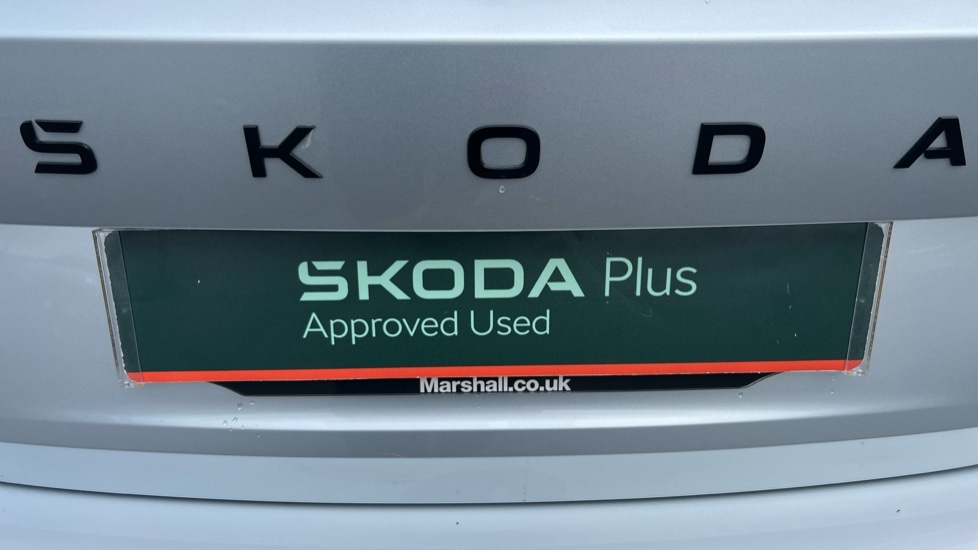 SKODA
SKODA Plus
Approved Used
Marshall.co.uk